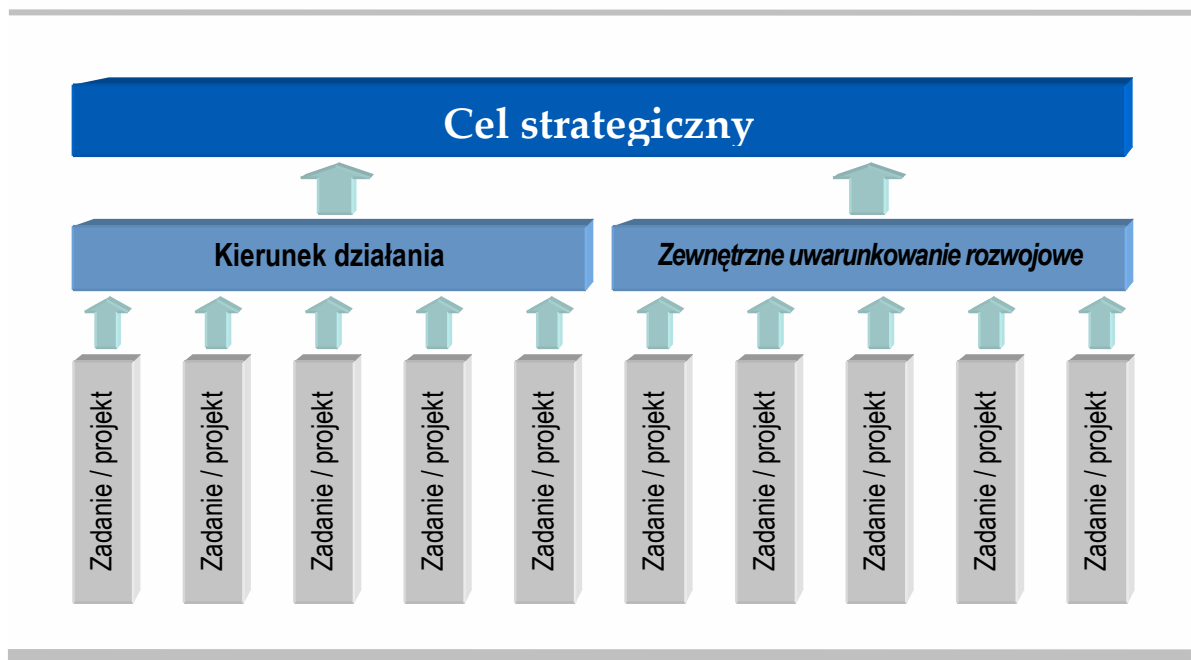 Cel strategiczny
Kierunek działania
Zewnętrzne uwarunkowanie rozwojowe
Zadanie / projekt
Zadanie / projekt
Zadanie / projekt
Zadanie / projekt
Zadanie / projekt
Zadanie / projekt
Zadanie / projekt
Zadanie / projekt
Zadanie / projekt
Zadanie / projekt